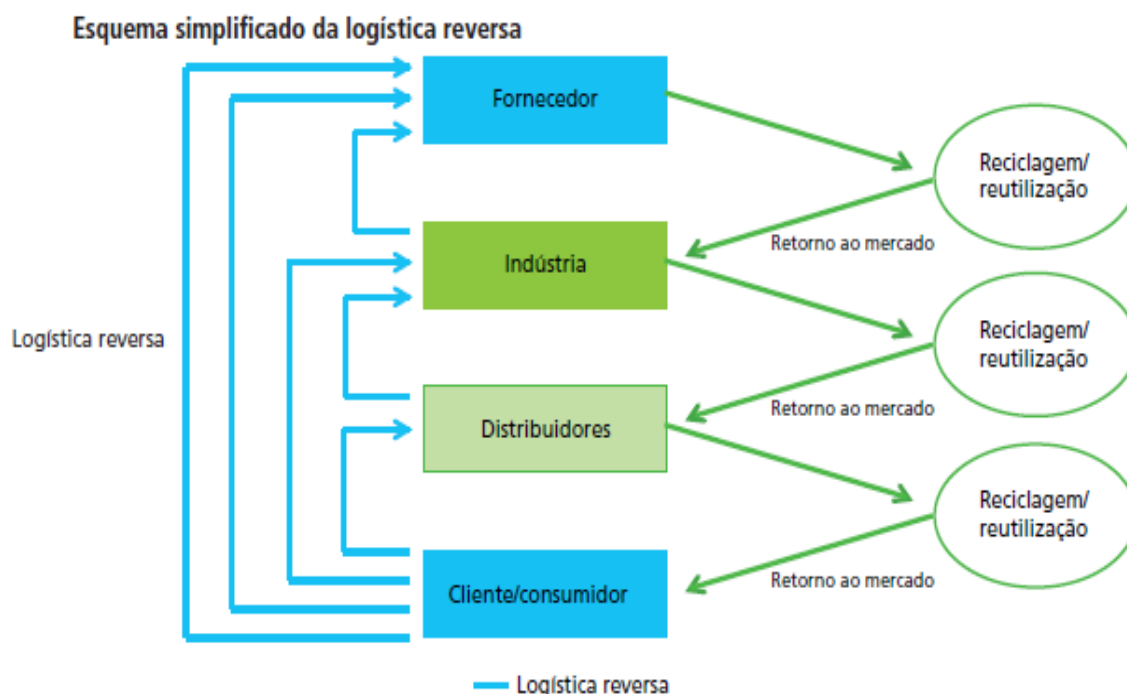 Esquema simplificado da logística reversa
Fornecedor
Reciclagem/
reutilização
Retorno ao mercado
Indústria
Logística reversa
Reciclagem/
reutilização
Retorno ao mercado
Distribuidores
Reciclagem/
reutilização
Retorno ao mercado
Cliente/consumidor
Logística reversa